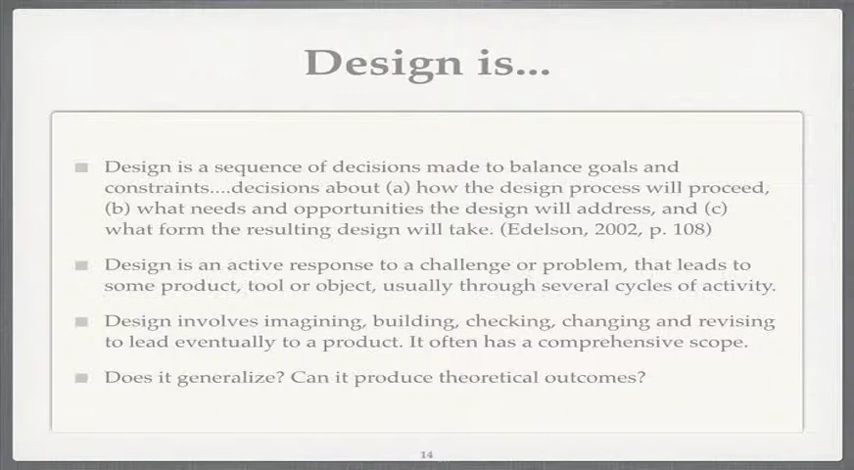 Design is...
Design is a sequence of decisions made to balance goals and
constraints....decisions about (a) how the design process will proceed,
(b) what needs and opportunities the design will address, and (c)
what form the resulting design will take. (Edelson, 2002, p. 108)
Design is an active response to a challenge or problem, that leads to
some product, tool or object, usually through several cycles of activity.
Design involves imagining, building, checking, changing and revising
to lead eventually to a product. It often has a comprehensive scope.
Does it generalize? Can it produce theoretical outcomes?
14